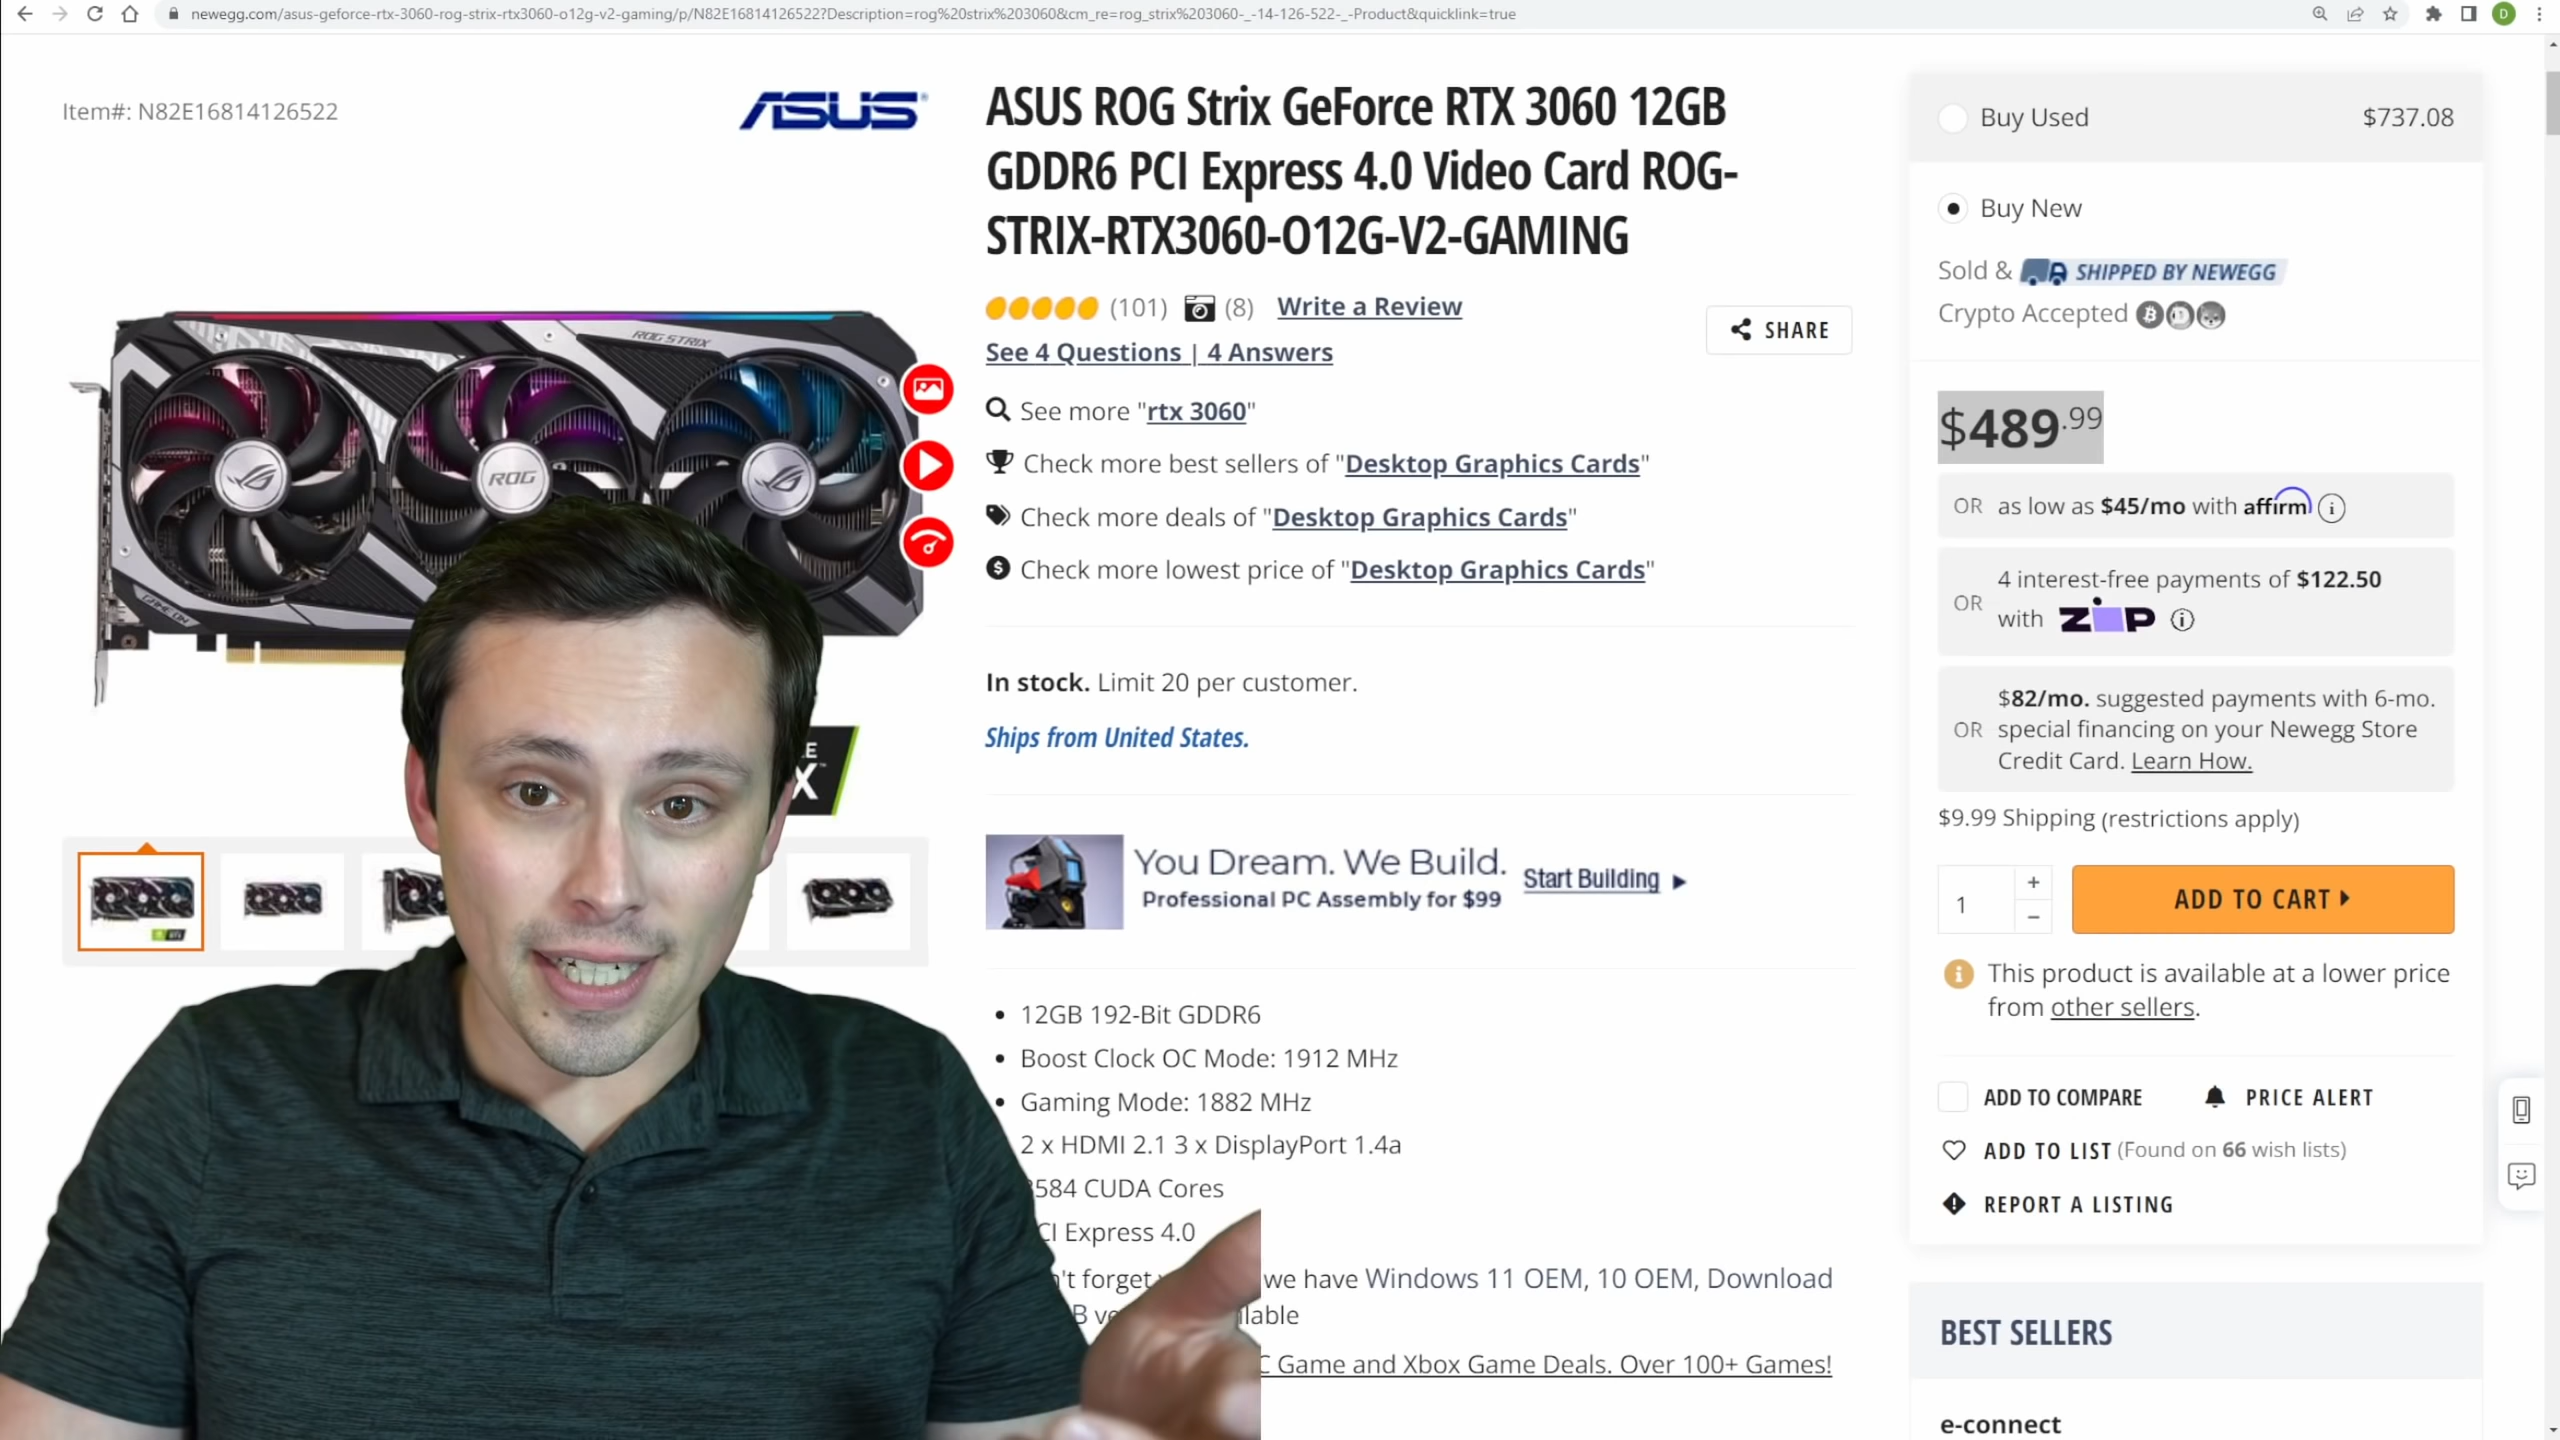 newegg.com/asus-geforce-rtx-3060-rog-strix-rtx3060-o12g-v2-gaming/p/N82E16814126522?Description=rog%20strix%203060&cm_re=rog_strix%203060-_-14-126-522-_-Product&quicklink=true
D
Item#: N82E16814126522
ASUS
ASUS ROG Strix GeForce RTX 3060 12GB
GDDR6 PCI Express 4.0 Video Card ROG-
STRIX-RTX3060-O12G-V2-GAMING
(101) (8) Write a Review
SHARE
See 4 Questions | 4 Answers
See more "rtx 3060"
Check more best sellers of "Desktop Graphics Cards"
Check more deals of "Desktop Graphics Cards"
Check more lowest price of "Desktop Graphics Cards"
In stock. Limit 20 per customer.
Ships from United States.
You Dream. We Build.
Professional PC Assembly for $99
Start Building
12GB 192-Bit GDDR6
Boost Clock OC Mode: 1912 MHz
Gaming Mode: 1882 MHz
2 x HDMI 2.1 3 x DisplayPort 1.4a
584 CUDA Cores
CI Express 4.0
't forget we have Windows 11 OEM, 10 OEM, Download
B ve lable
C Game and Xbox Game Deals. Over 100+ Games!
ROG STRIX
ROG
GAME ON
E
X
Buy Used $737.08
Buy New
Sold & SHIPPED BY NEWEGG
Crypto Accepted
$489.99
OR as low as $45/mo with affirm
OR 4 interest-free payments of $122.50
with ZIP
OR $82/mo. suggested payments with 6-mo.
special financing on your Newegg Store
Credit Card. Learn How.
$9.99 Shipping (restrictions apply)
1 + −
ADD TO CART
This product is available at a lower price
from other sellers.
ADD TO COMPARE PRICE ALERT
ADD TO LIST (Found on 66 wish lists)
REPORT A LISTING
BEST SELLERS
e-connect